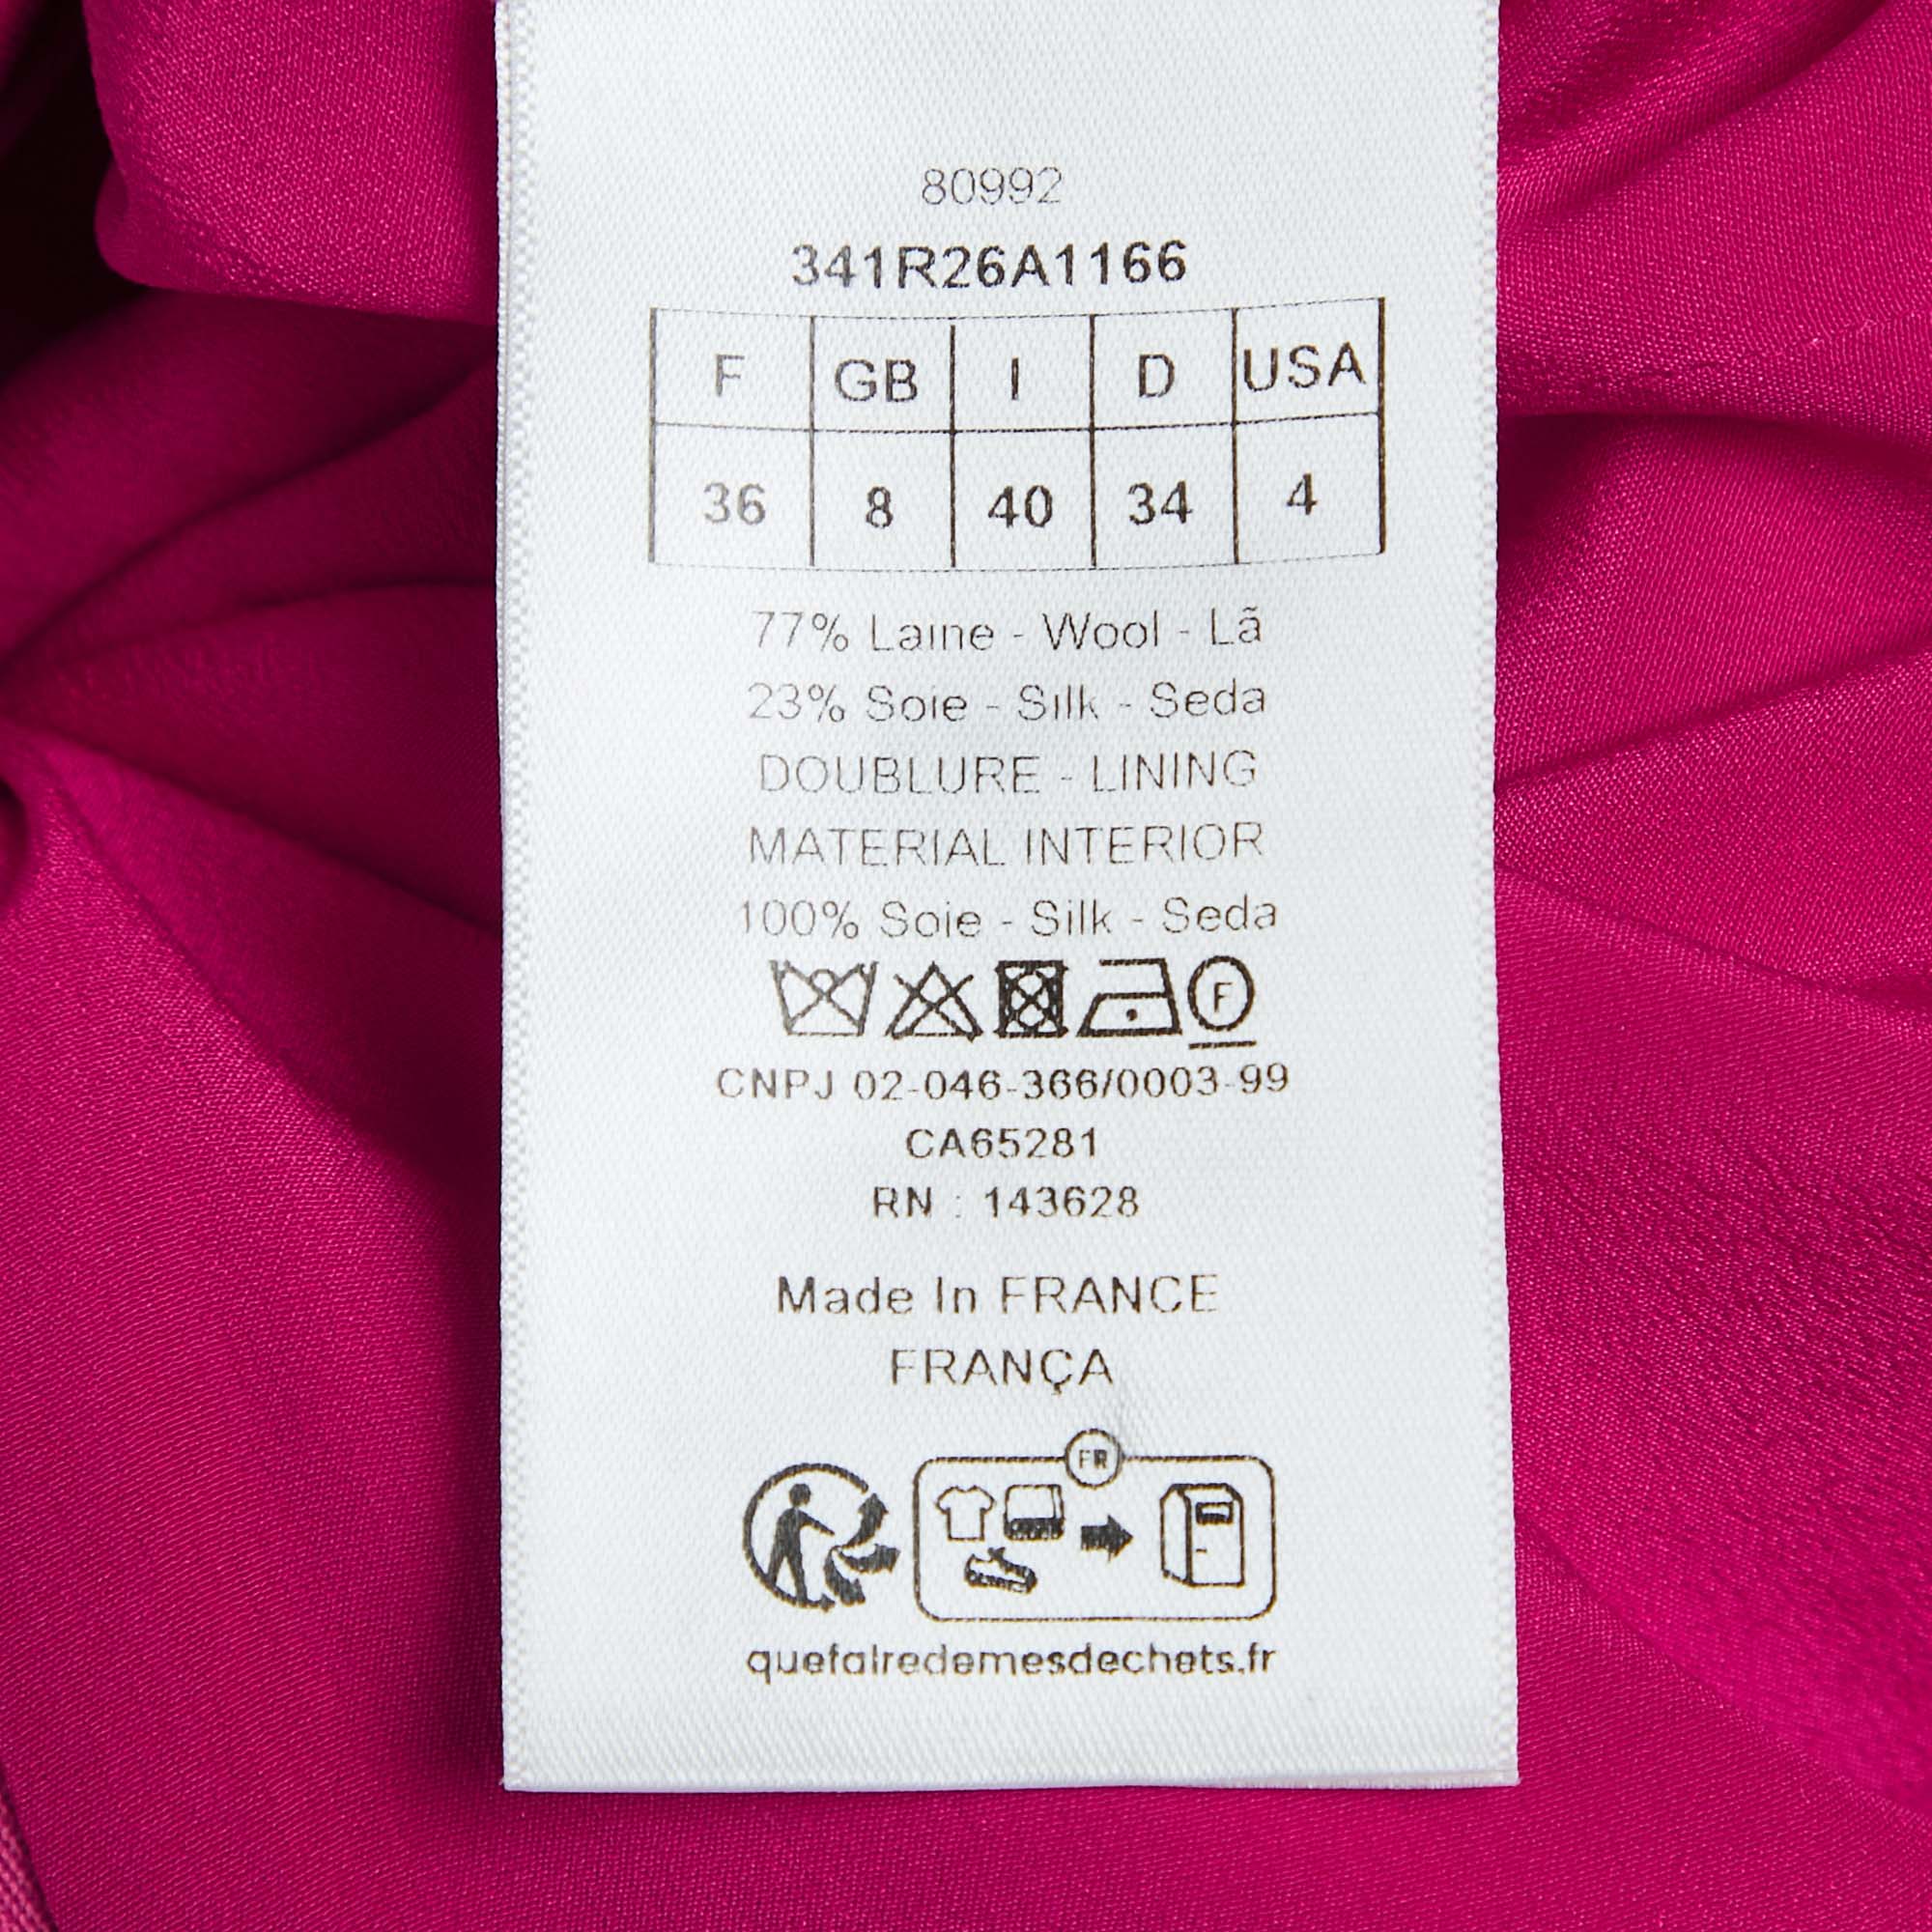 80992
341R26A1166
F GB I D USA
36 8 40 34 4
77% Laine - Wool - Lã
23% Soie - Silk - Seda
DOUBLURE - LINING
MATERIAL INTERIOR
100% Soie - Silk - Seda
F
CNPJ 02-046-366/0003-99
CA65281
RN : 143628
Made In FRANCE
FRANÇA
FR
quefairedemesdechets.fr